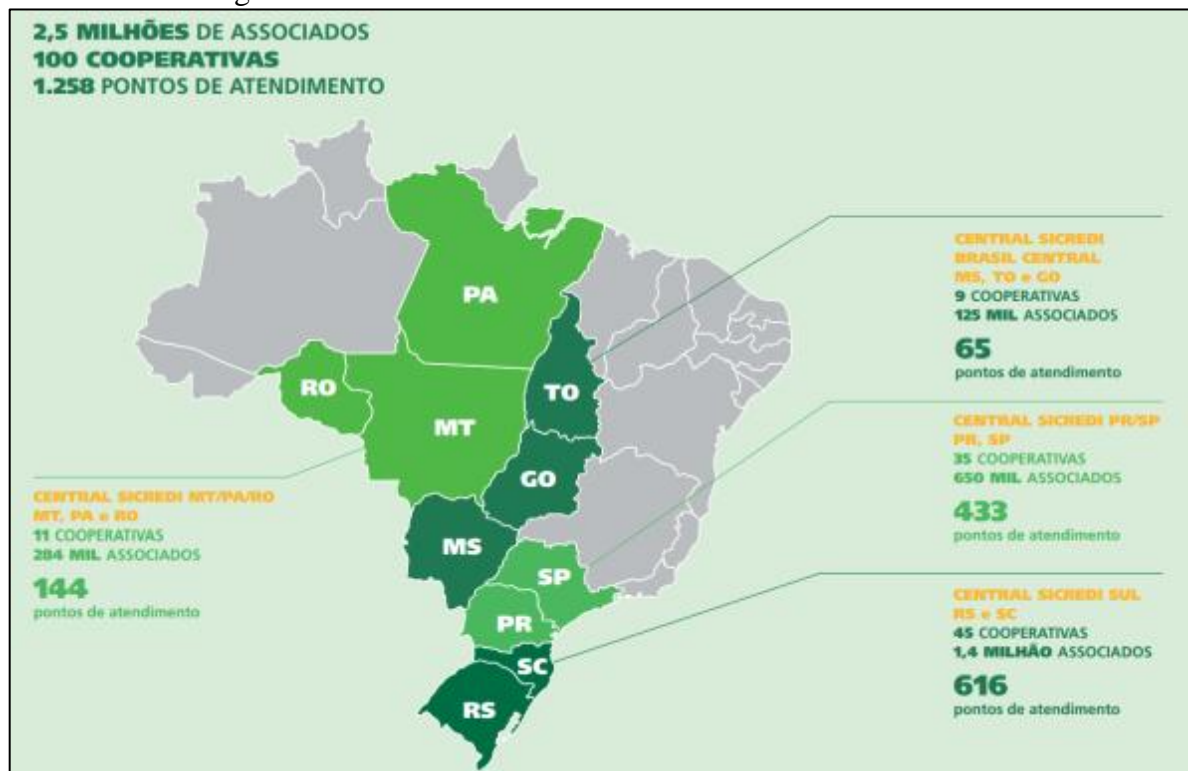 2,5 MILHÕES DE ASSOCIADOS
100 COOPERATIVAS
1.258 PONTOS DE ATENDIMENTO
PA
RO
MT
TO
GO
MS
SP
PR
SC
RS
CENTRAL SICREDI
BRASIL CENTRAL
MS, TO e GO
9 COOPERATIVAS
125 MIL ASSOCIADOS
65
pontos de atendimento
CENTRAL SICREDI PR/SP
PR, SP
35 COOPERATIVAS
650 MIL ASSOCIADOS
433
pontos de atendimento
CENTRAL SICREDI MT/PA/RO
MT, PA e RO
11 COOPERATIVAS
284 MIL ASSOCIADOS
144
pontos de atendimento
CENTRAL SICREDI SUL
RS e SC
45 COOPERATIVAS
1,4 MILHÃO ASSOCIADOS
616
pontos de atendimento